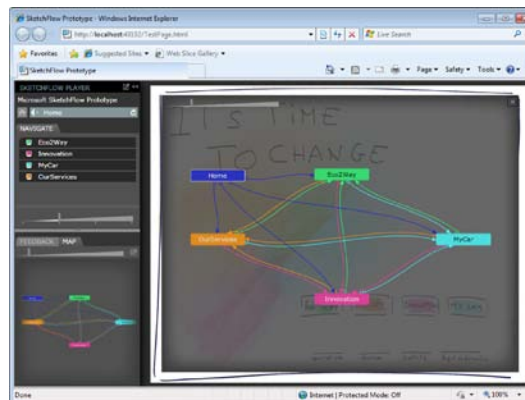 SketchFlow Prototype - Windows Internet Explorer
http://localhost:43132/TestPage.html
Live Search
Favorites
Suggested Sites
Web Slice Gallery
SketchFlow Prototype
Page
Safety
Tools
SKETCHFLOW PLAYER
Microsoft SketchFlow Prototype
Home
NAVIGATE
Eco2Way
Innovation
MyCar
OurServices
FEEDBACK
MAP
IT'S TIME
TO CHANGE
Home
Eco2Way
OurServices
MyCar
Innovation
Done
Internet | Protected Mode: Off
100%